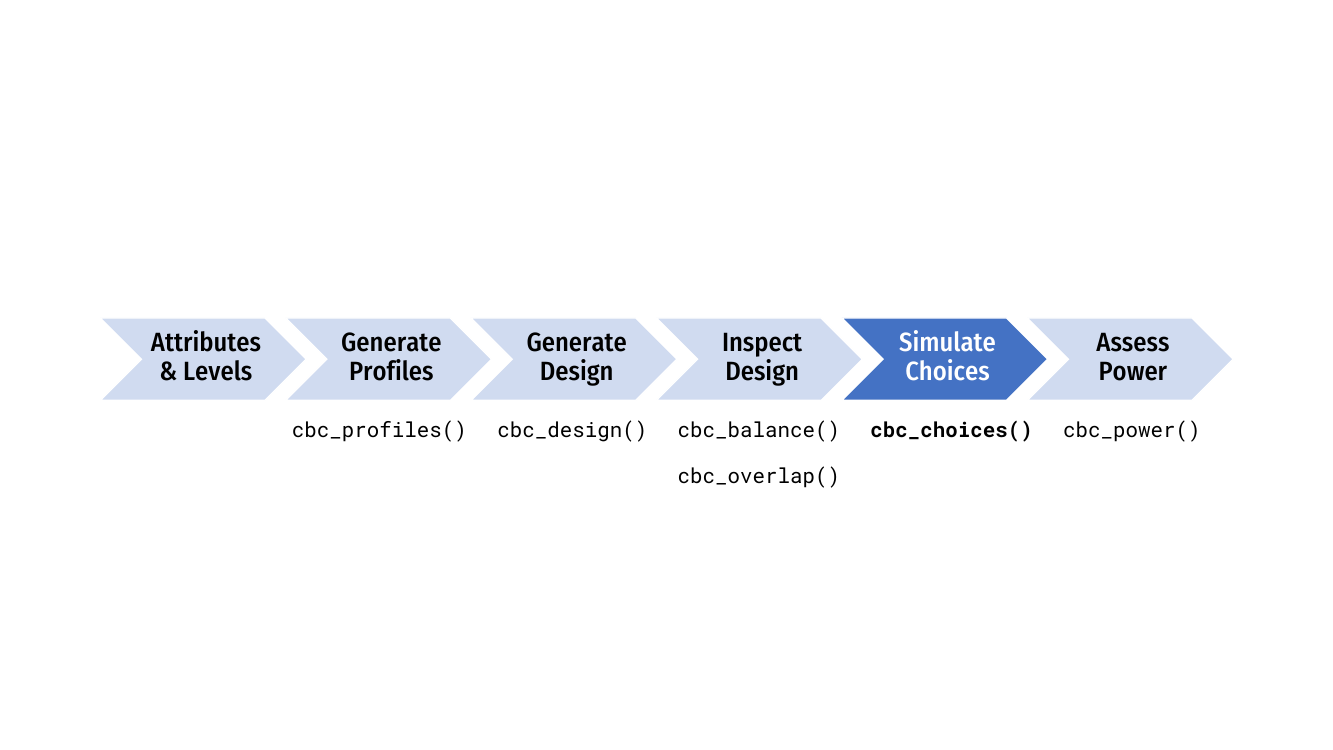 Attributes
& Levels
Generate
Profiles
Generate
Design
Inspect
Design
Simulate
Choices
Assess
Power
cbc_profiles()
cbc_design()
cbc_balance()
cbc_choices()
cbc_power()
cbc_overlap()